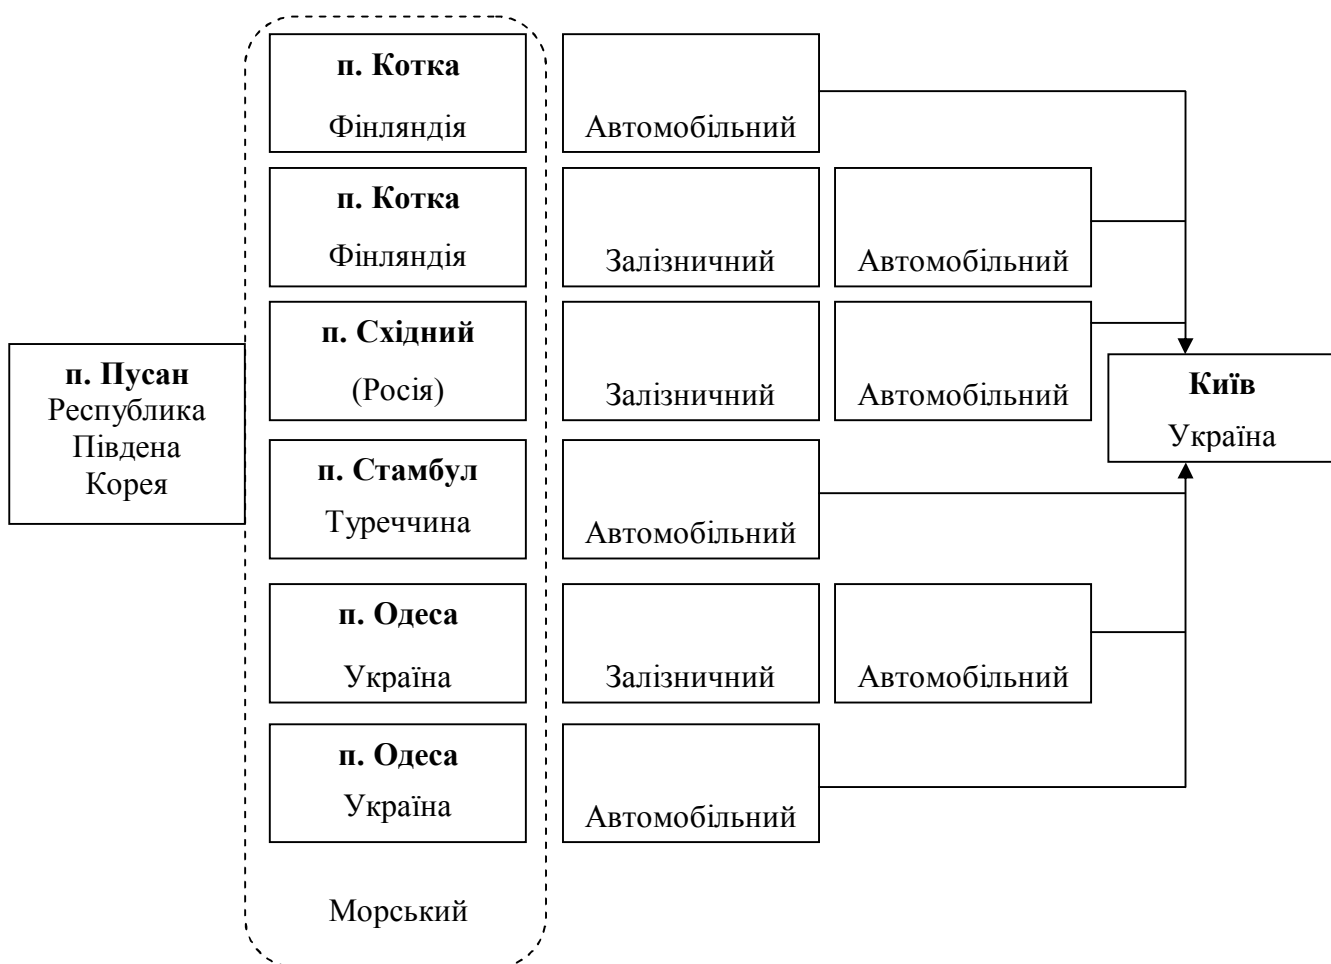 п. Котка
Фінляндія
Автомобільний
п. Котка
Фінляндія
Залізничний
Автомобільний
п. Східний
(Росія)
Залізничний
Автомобільний
п. Пусан
Республика
Південа
Корея
Київ
Україна
п. Стамбул
Туреччина
Автомобільний
п. Одеса
Україна
Залізничний
Автомобільний
п. Одеса
Україна
Автомобільний
Морський